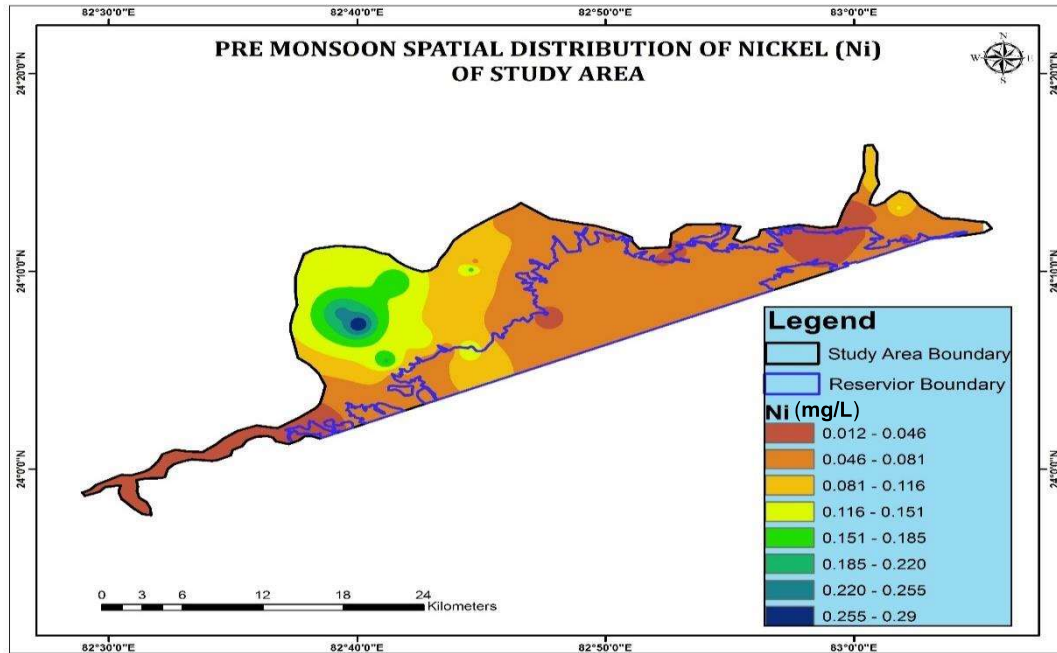 82°30'0"E 82°40'0"E 82°50'0"E 83°0'0"E
PRE MONSOON SPATIAL DISTRIBUTION OF NICKEL (Ni)
OF STUDY AREA
N
W E
S
24°20'0"N 24°20'0"N
24°10'0"N 24°10'0"N
24°0'0"N 24°0'0"N
Legend
Study Area Boundary
Reservior Boundary
Ni (mg/L)
0.012 - 0.046
0.046 - 0.081
0.081 - 0.116
0.116 - 0.151
0.151 - 0.185
0.185 - 0.220
0.220 - 0.255
0.255 - 0.29
0 3 6 12 18 24
Kilometers
82°30'0"E 82°40'0"E 82°50'0"E 83°0'0"E